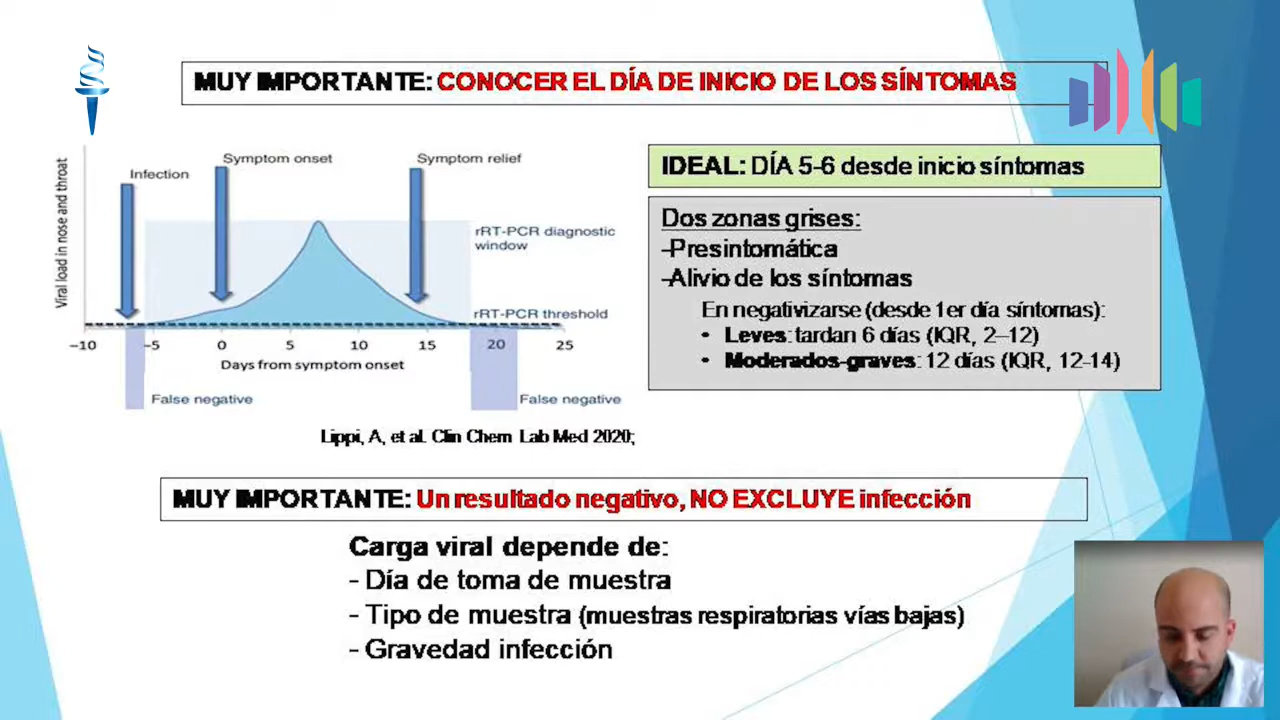 MUY IMPORTANTE: CONOCER EL DÍA DE INICIO DE LOS SÍNTOMAS
Viral load in nose and throat
Infection
Symptom onset
Symptom relief
rRT-PCR diagnostic
window
rRT-PCR threshold
−10 −5 0 5 10 15 20 25
Days from symptom onset
False negative
False negative
Lippi, A, et al. Clin Chem Lab Med 2020;
IDEAL: DÍA 5-6 desde inicio síntomas
Dos zonas grises:
-Presintomática
-Alivio de los síntomas
En negativizarse (desde 1er día síntomas):
• Leves: tardan 6 días (IQR, 2–12)
• Moderados-graves: 12 días (IQR, 12-14)
MUY IMPORTANTE: Un resultado negativo, NO EXCLUYE infección
Carga viral depende de:
- Día de toma de muestra
- Tipo de muestra (muestras respiratorias vías bajas)
- Gravedad infección